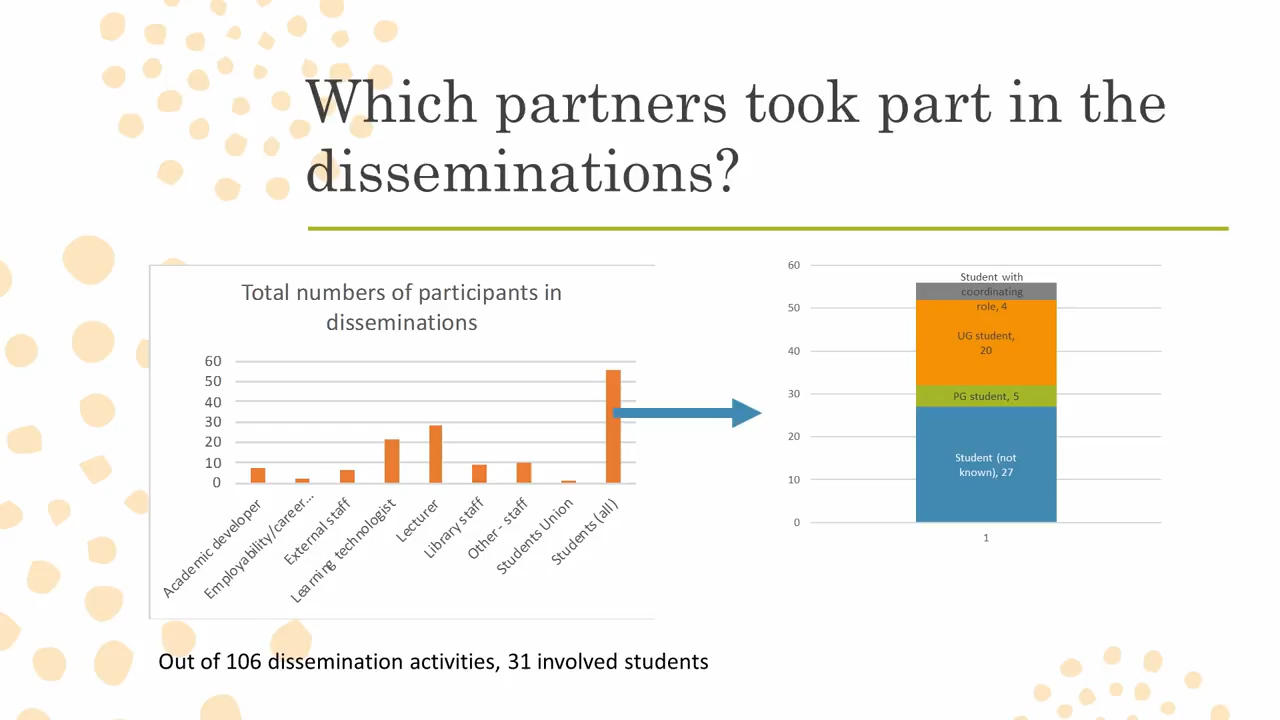 Which partners took part in the
disseminations?
Total numbers of participants in
disseminations
60
50
40
30
20
10
0
Academic developer
Employability/career...
External staff
Learning technologist
Lecturer
Library staff
Other - staff
Students Union
Students (all)
60
50
40
30
20
10
0
Student with
coordinating
role, 4
UG student,
20
PG student, 5
Student (not
known), 27
1
Out of 106 dissemination activities, 31 involved students